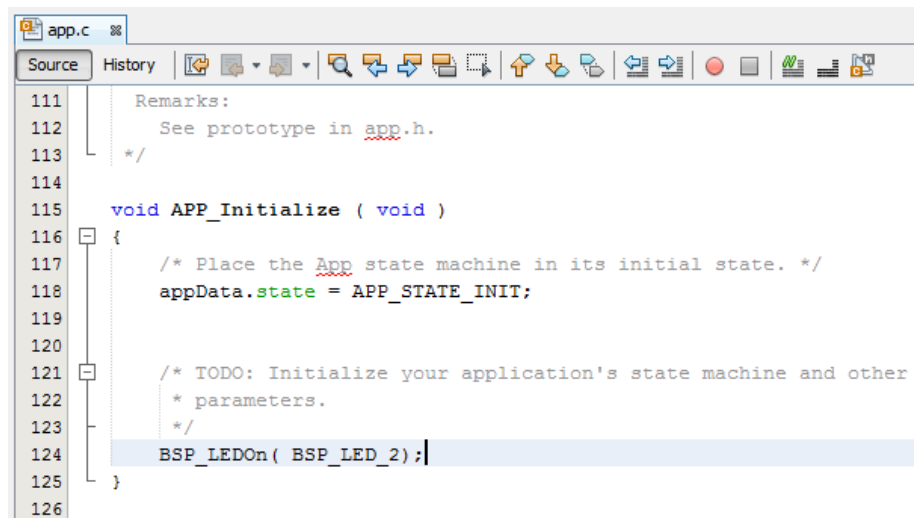 app.c
Source History
111 Remarks:
112 See prototype in app.h.
113 */
114
115 void APP_Initialize ( void )
116 {
117 /* Place the App state machine in its initial state. */
118 appData.state = APP_STATE_INIT;
119
120
121 /* TODO: Initialize your application's state machine and other
122 * parameters.
123 */
124 BSP_LEDOn( BSP_LED_2);
125 }
126